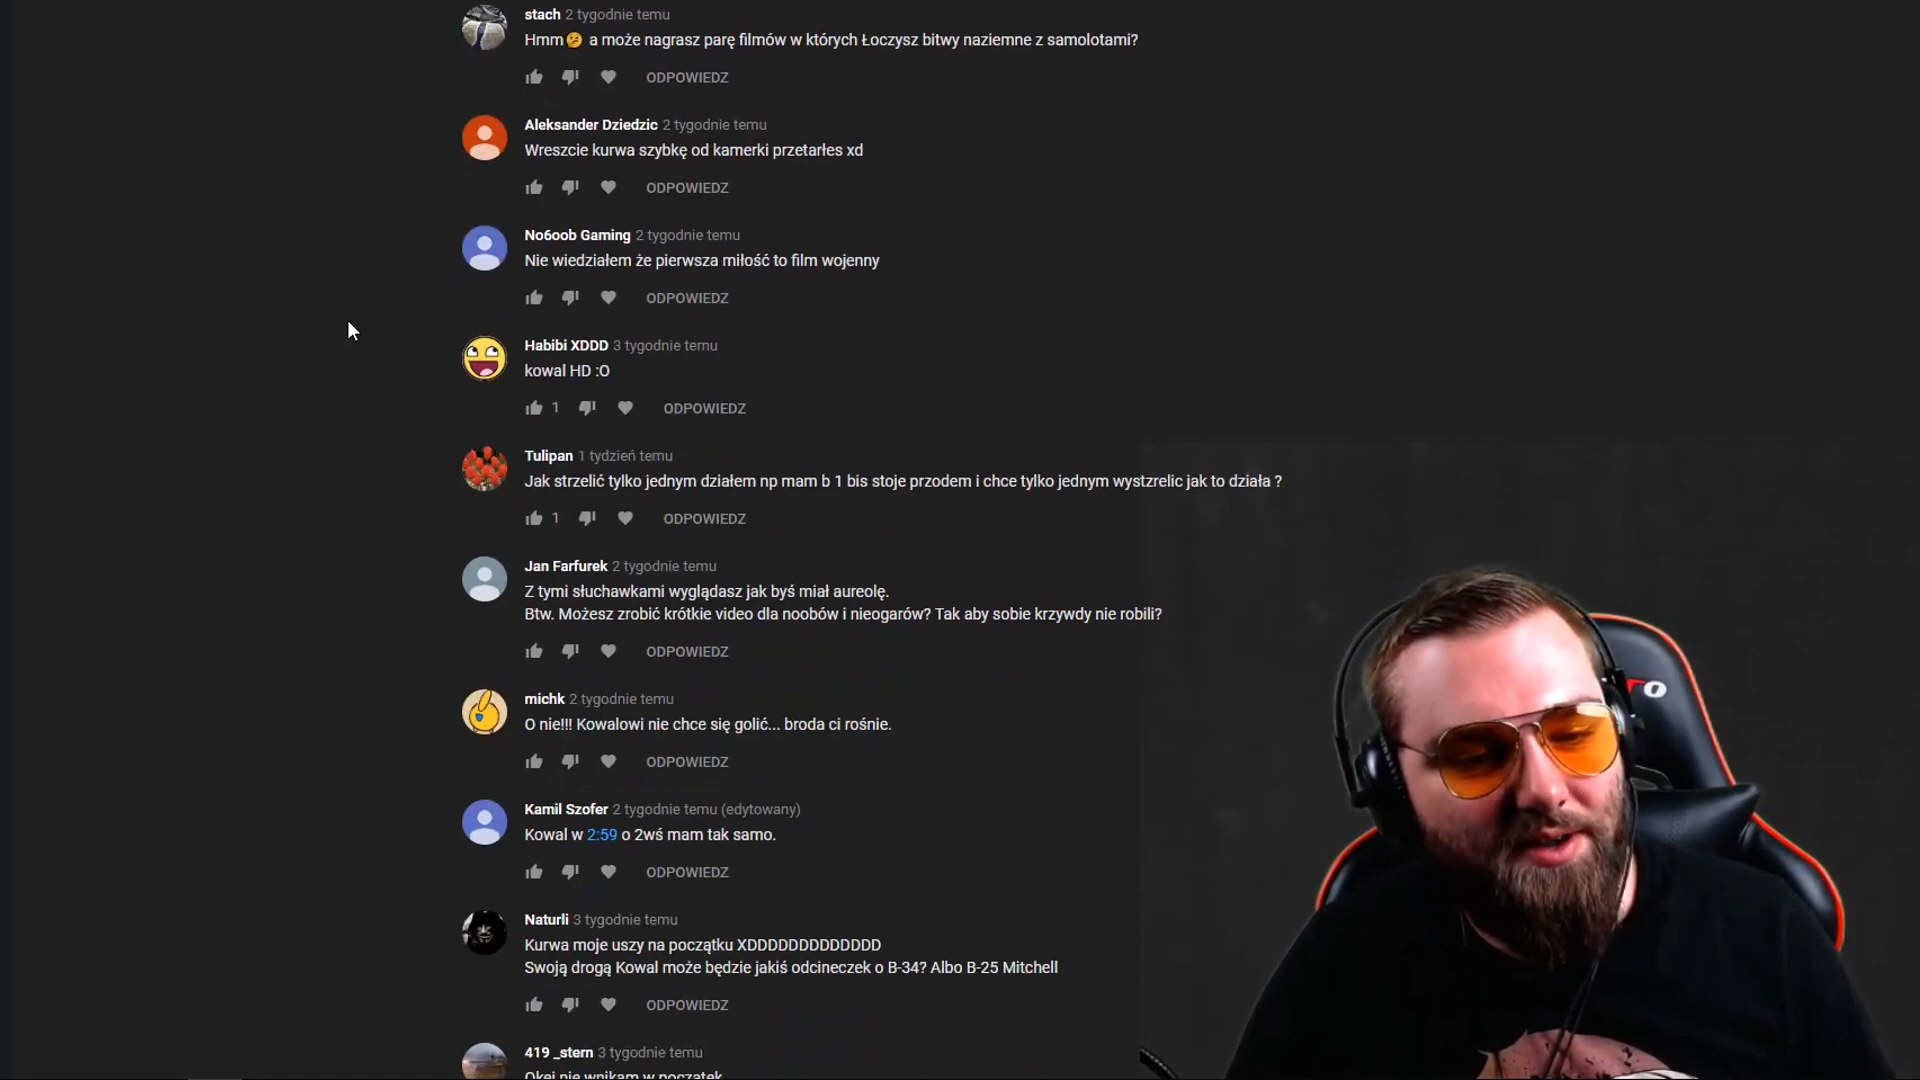 stach 2 tygodnie temu
Hmm🤔 a może nagrasz parę filmów w których Łoczysz bitwy naziemne z samolotami?
ODPOWIEDZ
Aleksander Dziedzic 2 tygodnie temu
Wreszcie kurwa szybkę od kamerki przetarłes xd
ODPOWIEDZ
No6oob Gaming 2 tygodnie temu
Nie wiedziałem że pierwsza miłość to film wojenny
ODPOWIEDZ
Habibi XDDD 3 tygodnie temu
kowal HD :O
1 ODPOWIEDZ
Tulipan 1 tydzień temu
Jak strzelić tylko jednym działem np mam b 1 bis stoje przodem i chce tylko jednym wystzrelic jak to działa ?
1 ODPOWIEDZ
Jan Farfurek 2 tygodnie temu
Z tymi słuchawkami wyglądasz jak byś miał aureolę.
Btw. Możesz zrobić krótkie video dla noobów i nieogarów? Tak aby sobie krzywdy nie robili?
ODPOWIEDZ
michk 2 tygodnie temu
O nie!!! Kowalowi nie chce się golić... broda ci rośnie.
ODPOWIEDZ
Kamil Szofer 2 tygodnie temu (edytowany)
Kowal w 2:59 o 2wś mam tak samo.
ODPOWIEDZ
Naturli 3 tygodnie temu
Kurwa moje uszy na początku XDDDDDDDDDDDDD
Swoją drogą Kowal może będzie jakiś odcineczek o B-34? Albo B-25 Mitchell
ODPOWIEDZ
419 _stern 3 tygodnie temu
Okej nie wnikam w początek